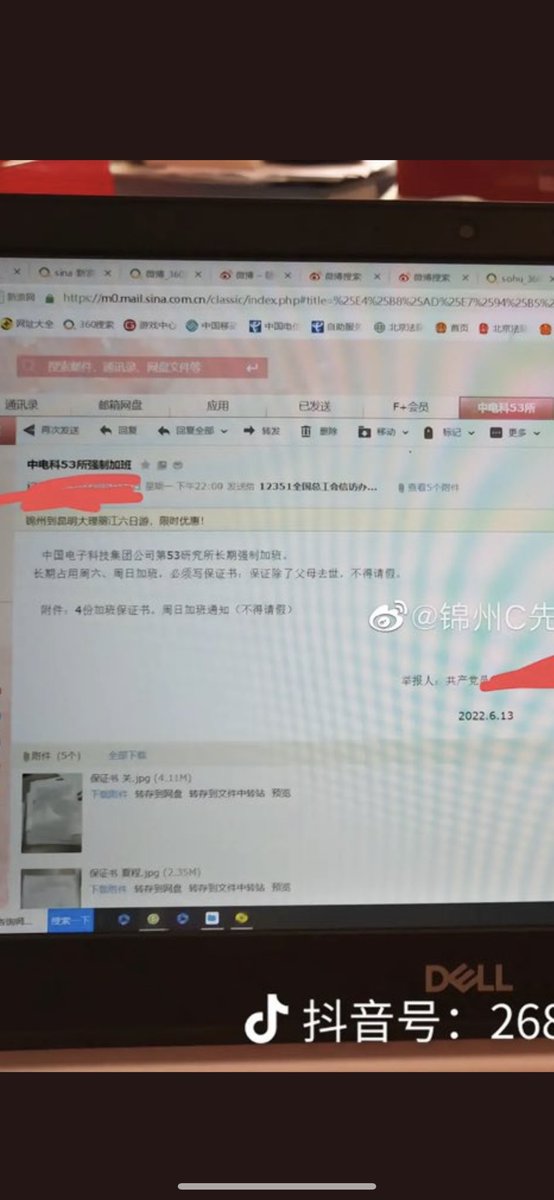 sina 新浪
微博_360
微博 -
微博搜索
微博搜索
sohu_360
新浪网
https://m0.mail.sina.com.cn/classic/index.php#title=%25E4%25B8%25AD%25E7%2594%25B5%2
网址大全 360搜索 游戏中心 中国移动 中国电信 自助服务 北京法 首页 北京法
搜索邮件、通讯录、网盘文件等
通讯录 邮箱网盘 应用 已发送 F+会员 中电科53所
再次发送 回复 回复全部 转发 删除 移动 标记 更多
中电科53所强制加班
星期一 下午22:00 发送给 12351全国总工会信访办... 查看5个附件
锦州到昆明大理丽江六日游，限时优惠！
中国电子科技集团公司第53研究所长期强制加班。
长期占用周六、周日加班，必须写保证书：保证除了父母去世，不得请假。
附件：4份加班保证书、周日加班通知（不得请假）
@锦州C先
举报人：共产党员
2022.6.13
附件（5个） 全部下载
保证书 关.jpg (4.11M)
下载附件 转存到网盘 转存到文件中转站 预览
保证书 夏程.jpg (2.35M)
下载附件 转存到网盘 转存到文件中转站 预览
搜索一下
DELL
抖音号：268